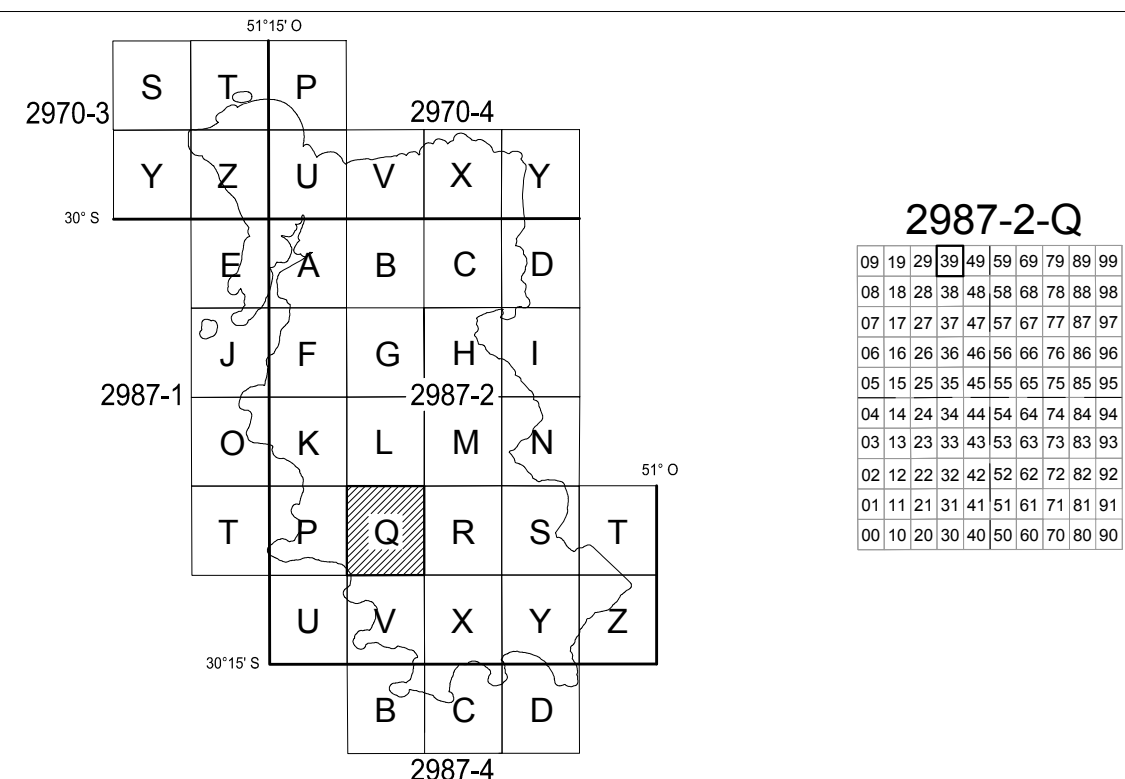 51°15' O
S T P
2970-3 2970-4
Y Z U V X Y
30° S
E A B C D
J F G H I
2987-1 2987-2
O K L M N
51° O
T P Q R S T
U V X Y Z
30°15' S
B C D
2987-4
2987-2-Q
09 19 29 39 49 59 69 79 89 99
08 18 28 38 48 58 68 78 88 98
07 17 27 37 47 57 67 77 87 97
06 16 26 36 46 56 66 76 86 96
05 15 25 35 45 55 65 75 85 95
04 14 24 34 44 54 64 74 84 94
03 13 23 33 43 53 63 73 83 93
02 12 22 32 42 52 62 72 82 92
01 11 21 31 41 51 61 71 81 91
00 10 20 30 40 50 60 70 80 90